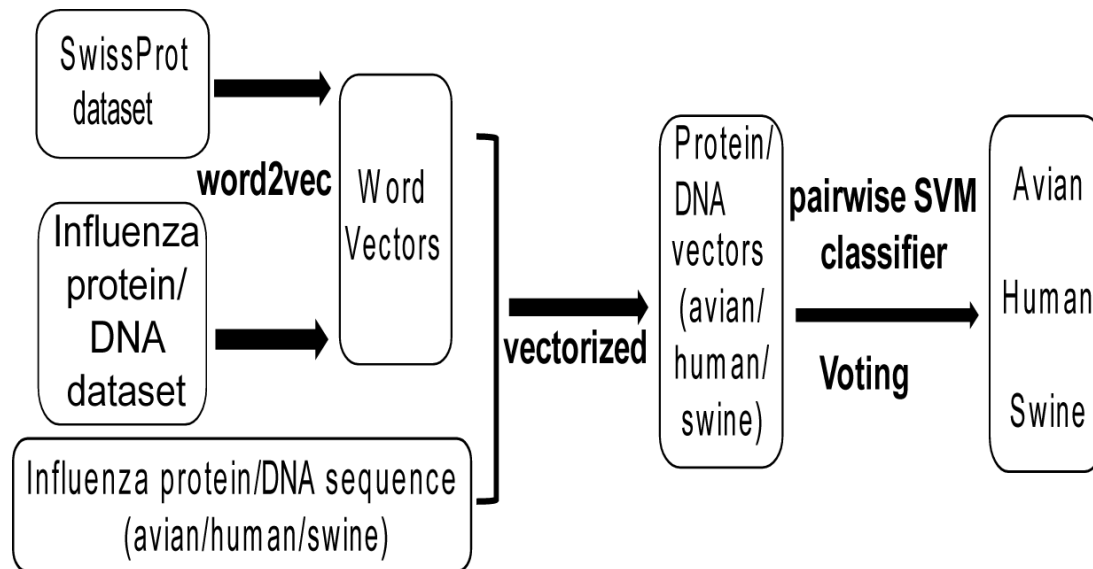 SwissProt
dataset
word2vec
Influenza
protein/
DNA
dataset
Word
Vectors
Influenza protein/DNA sequence
(avian/human/swine)
vectorized
Protein/
DNA
vectors
(avian/
human/
swine)
pairwise SVM
classifier
Voting
Avian
Human
Swine